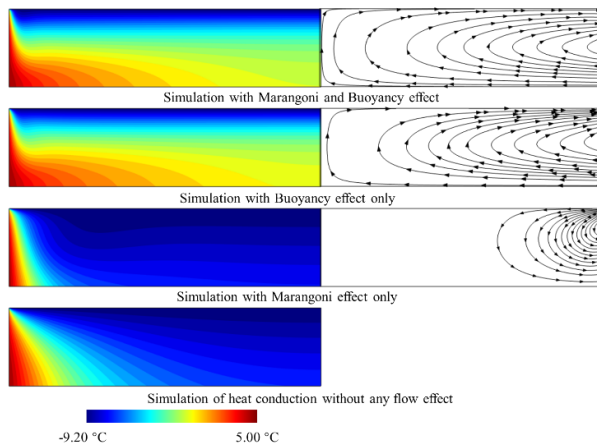 Simulation with Marangoni and Buoyancy effect
Simulation with Buoyancy effect only
Simulation with Marangoni effect only
Simulation of heat conduction without any flow effect
-9.20 °C 5.00 °C